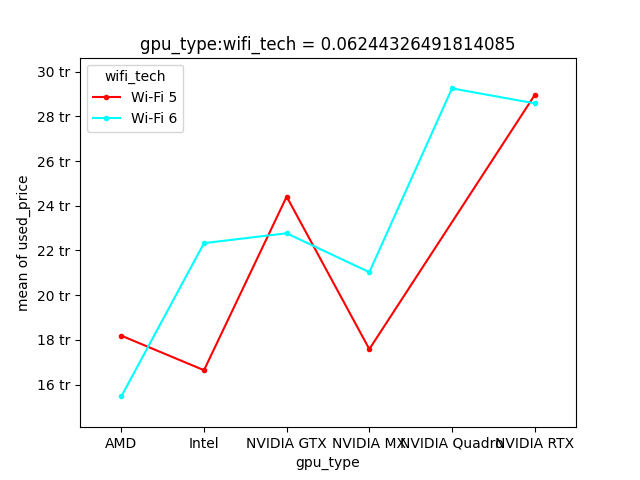 gpu_type:wifi_tech = 0.06244326491814085
30 tr
28 tr
26 tr
24 tr
22 tr
20 tr
18 tr
16 tr
mean of used_price
wifi_tech
Wi-Fi 5
Wi-Fi 6
AMD Intel NVIDIA GTX NVIDIA MX NVIDIA Quadro NVIDIA RTX
gpu_type